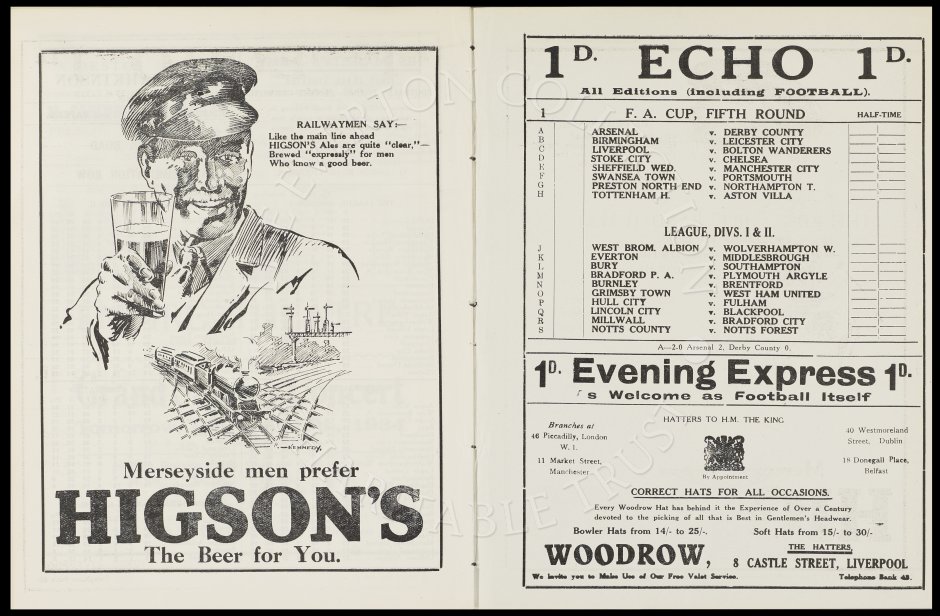 RAILWAYMEN SAY:—
Like the main line ahead
HIGSON'S Ales are quite "clear,"—
Brewed "expressly" for men
Who know a good beer.
KENNEDY
Merseyside men prefer
HIGSON'S
The Beer for You.
1D. ECHO 1D.
All Editions (including FOOTBALL).
1 F. A. CUP, FIFTH ROUND HALF-TIME
A ARSENAL v. DERBY COUNTY
B BIRMINGHAM v. LEICESTER CITY
C LIVERPOOL v. BOLTON WANDERERS
D STOKE CITY v. CHELSEA
E SHEFFIELD WED. v. MANCHESTER CITY
F SWANSEA TOWN v. PORTSMOUTH
G PRESTON NORTH END v. NORTHAMPTON T.
H TOTTENHAM H. v. ASTON VILLA
LEAGUE, DIVS. I & II.
J WEST BROM. ALBION v. WOLVERHAMPTON W.
K EVERTON v. MIDDLESBROUGH
L BURY v. SOUTHAMPTON
M BRADFORD P. A. v. PLYMOUTH ARGYLE
N BURNLEY v. BRENTFORD
O GRIMSBY TOWN v. WEST HAM UNITED
P HULL CITY v. FULHAM
Q LINCOLN CITY v. BLACKPOOL
R MILLWALL v. BRADFORD CITY
S NOTTS COUNTY v. NOTTS FOREST
A—2-0 Arsenal 2, Derby County 0.
1D. Evening Express 1D.
s Welcome as Football Itself
HATTERS TO H.M. THE KING
Branches at
46 Piccadilly, London
W. 1.
11 Market Street,
Manchester
By Appointment
40 Westmoreland
Street, Dublin
18 Donegall Place,
Belfast
CORRECT HATS FOR ALL OCCASIONS.
Every Woodrow Hat has behind it the Experience of Over a Century
devoted to the picking of all that is Best in Gentlemen's Headwear.
Bowler Hats from 14/- to 25/-. Soft Hats from 15/- to 30/-
WOODROW, THE HATTERS,
8 CASTLE STREET, LIVERPOOL
We invite you to Make Use of Our Free Valet Service. Telephone Bank 45.